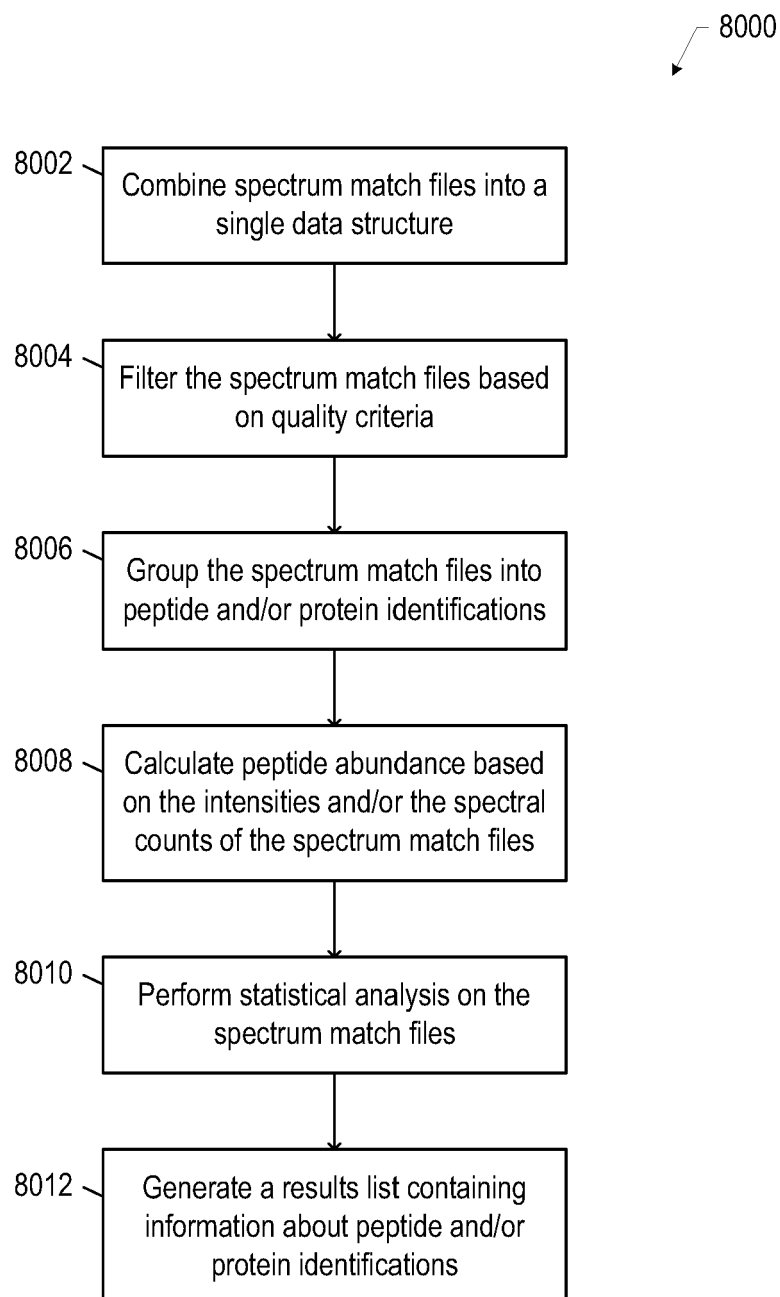 8000
8002
Combine spectrum match files into a
single data structure
8004
Filter the spectrum match files based
on quality criteria
8006
Group the spectrum match files into
peptide and/or protein identifications
8008
Calculate peptide abundance based
on the intensities and/or the spectral
counts of the spectrum match files
8010
Perform statistical analysis on the
spectrum match files
8012
Generate a results list containing
information about peptide and/or
protein identifications